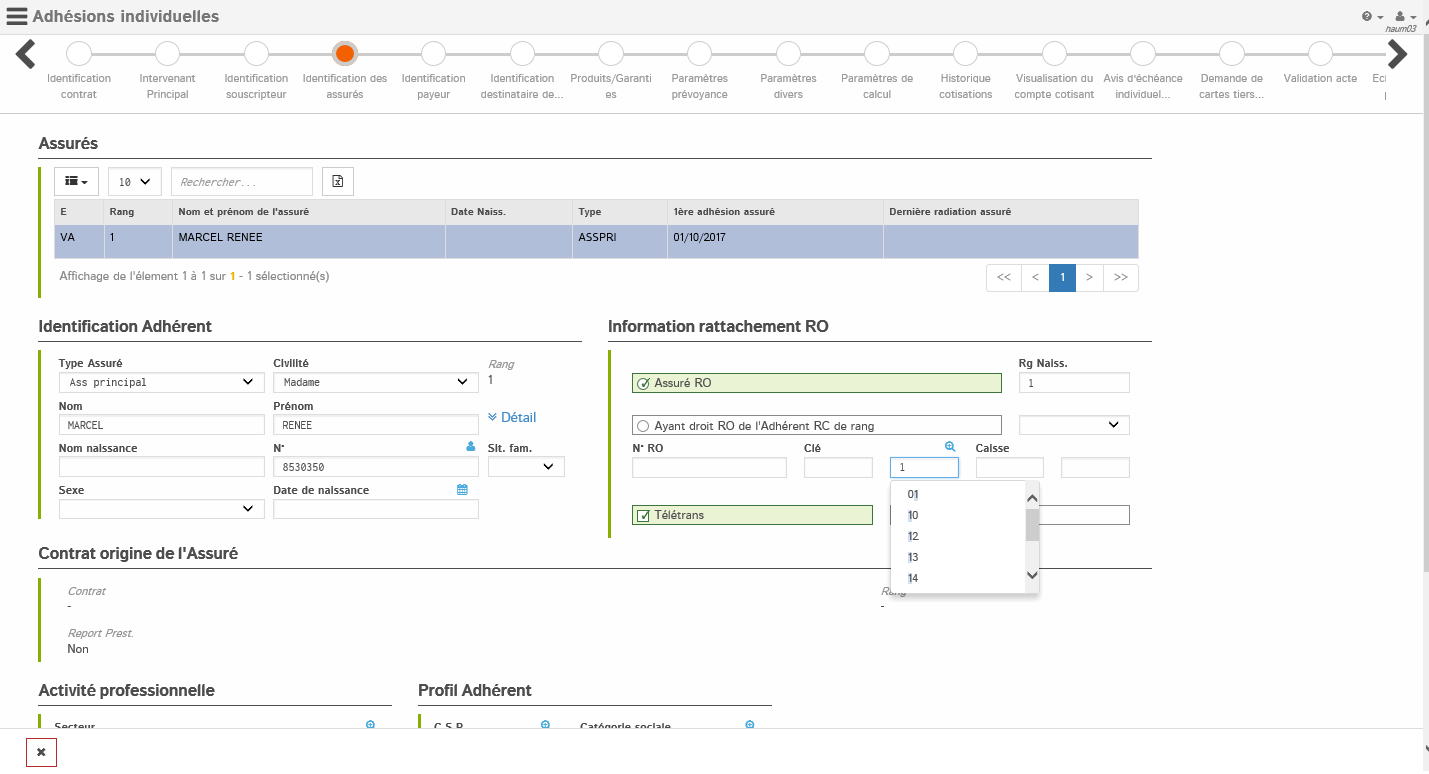 Adhésions individuelles
haum03
Identification contrat
Intervenant Principal
Identification souscripteur
Identification des assurés
Identification payeur
Identification destinataire de...
Produits/Garanties
Paramètres prévoyance
Paramètres divers
Paramètres de calcul
Historique cotisations
Visualisation du compte cotisant
Avis d'échéance individuel...
Demande de cartes tiers...
Validation acte
Assurés
10 Rechercher...
E Rang Nom et prénom de l'assuré Date Naiss. Type 1ère adhésion assuré Dernière radiation assuré
VA 1 MARCEL RENEE ASSPRI 01/10/2017
Affichage de l'élement 1 à 1 sur 1 - 1 sélectionné(s) << < 1 > >>
Identification Adhérent
Type Assuré Civilité Rang
Ass principal Madame 1
Nom Prénom
MARCEL RENEE Détail
Nom naissance N° Sit. fam.
8530350
Sexe Date de naissance
Information rattachement RO
Rg Naiss.
Assuré RO 1
Ayant droit RO de l'Adhérent RC de rang
N° RO Clé Caisse
1
01
10
12
13
14
Télétrans
Contrat origine de l'Assuré
Contrat Rang
- -
Report Prest.
Non
Activité professionnelle Profil Adhérent
Secteur C.S.P. Catégorie sociale